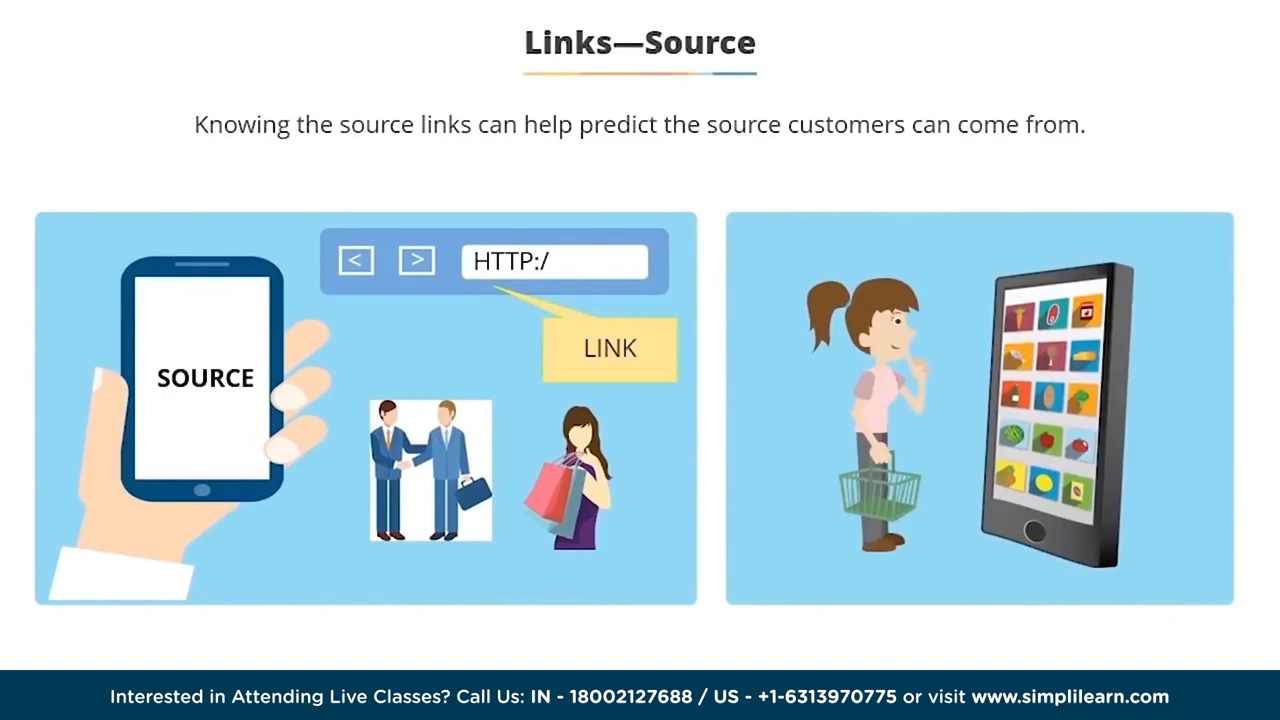 Links—Source
Knowing the source links can help predict the source customers can come from.
< > HTTP:/
LINK
SOURCE
Interested in Attending Live Classes? Call Us: IN - 18002127688 / US - +1-6313970775 or visit www.simplilearn.com